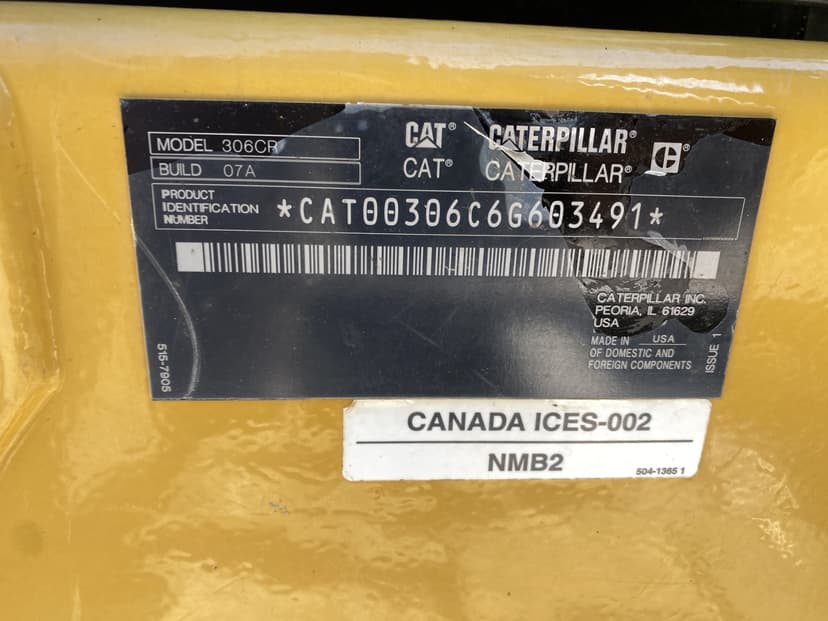 MODEL 306CR
BUILD 07A
CAT® CATERPILLAR® C
CAT® CATERPILLAR®
PRODUCT
IDENTIFICATION
NUMBER
*CAT00306C6G603491*
CATERPILLAR INC.
PEORIA, IL 61629
USA
MADE IN USA
OF DOMESTIC AND
FOREIGN COMPONENTS
ISSUE 1
515-7905
CANADA ICES-002
NMB2
504-1365 1